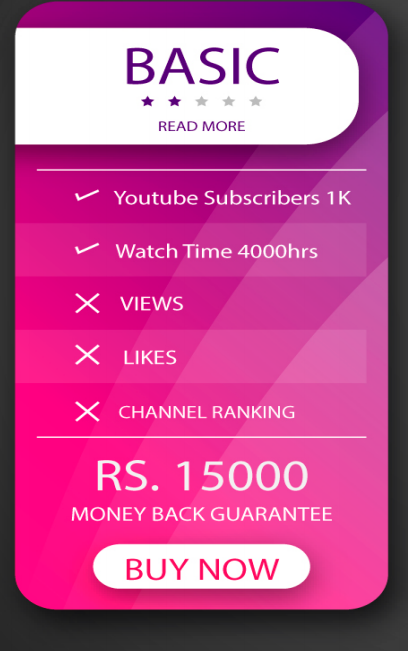 BASIC
READ MORE
Youtube Subscribers 1K
Watch Time 4000hrs
VIEWS
LIKES
CHANNEL RANKING
RS. 15000
MONEY BACK GUARANTEE
BUY NOW